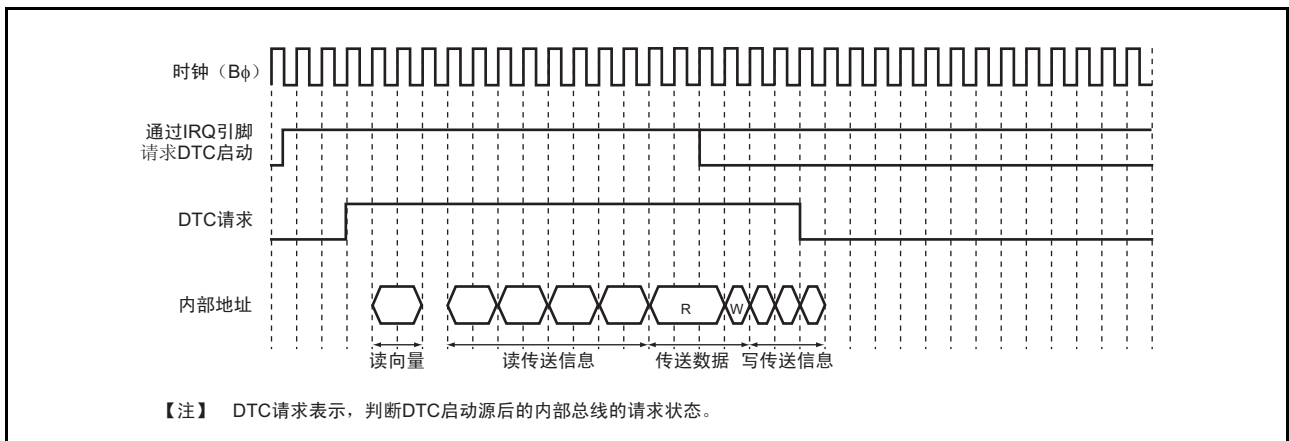 时钟（Bϕ）
通过IRQ引脚
请求DTC启动
DTC请求
内部地址
R
W
读向量
读传送信息
传送数据
写传送信息
【注】 DTC请求表示，判断DTC启动源后的内部总线的请求状态。